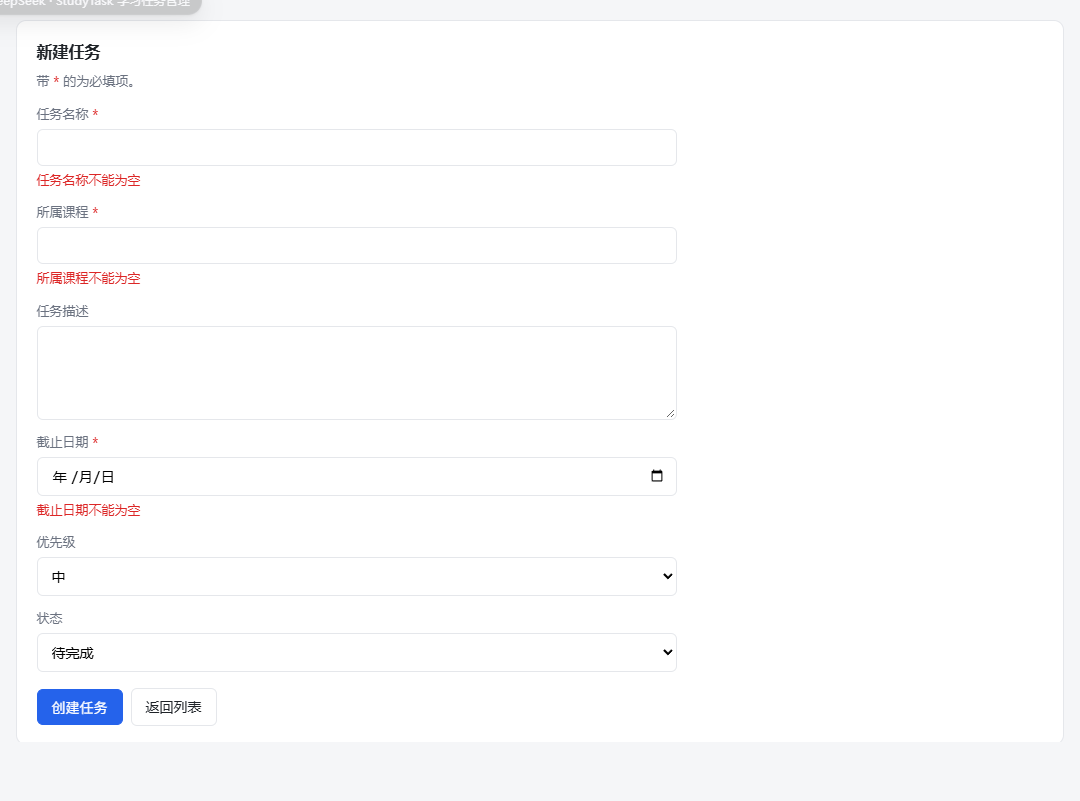 新建任务
带 * 的为必填项。
任务名称 *
任务名称不能为空
所属课程 *
所属课程不能为空
任务描述
截止日期 *
年 /月/日
截止日期不能为空
优先级
中
状态
待完成
创建任务 返回列表